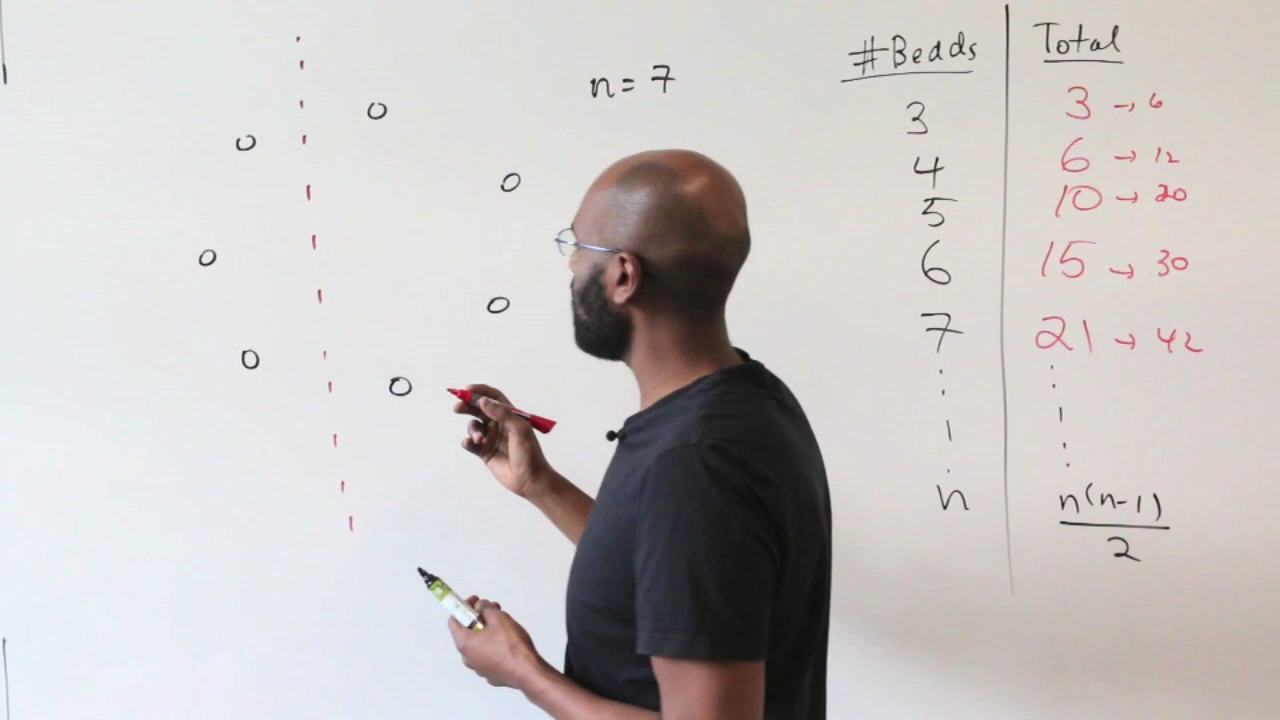 n = 7
#Beads Total
3 3 → 6
4 6 → 12
5 10 → 20
6 15 → 30
7 21 → 42
n n(n-1)
2